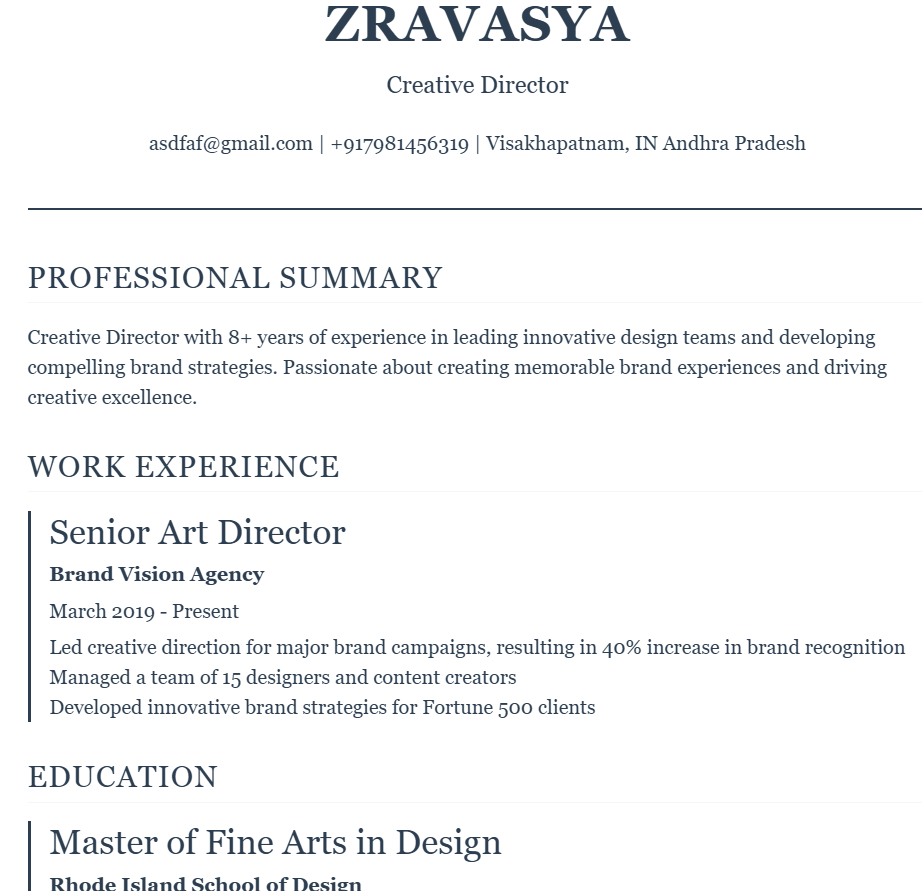 ZRAVASYA
Creative Director
asdfaf@gmail.com | +917981456319 | Visakhapatnam, IN Andhra Pradesh
PROFESSIONAL SUMMARY
Creative Director with 8+ years of experience in leading innovative design teams and developing
compelling brand strategies. Passionate about creating memorable brand experiences and driving
creative excellence.
WORK EXPERIENCE
Senior Art Director
Brand Vision Agency
March 2019 - Present
Led creative direction for major brand campaigns, resulting in 40% increase in brand recognition
Managed a team of 15 designers and content creators
Developed innovative brand strategies for Fortune 500 clients
EDUCATION
Master of Fine Arts in Design
Rhode Island School of Design